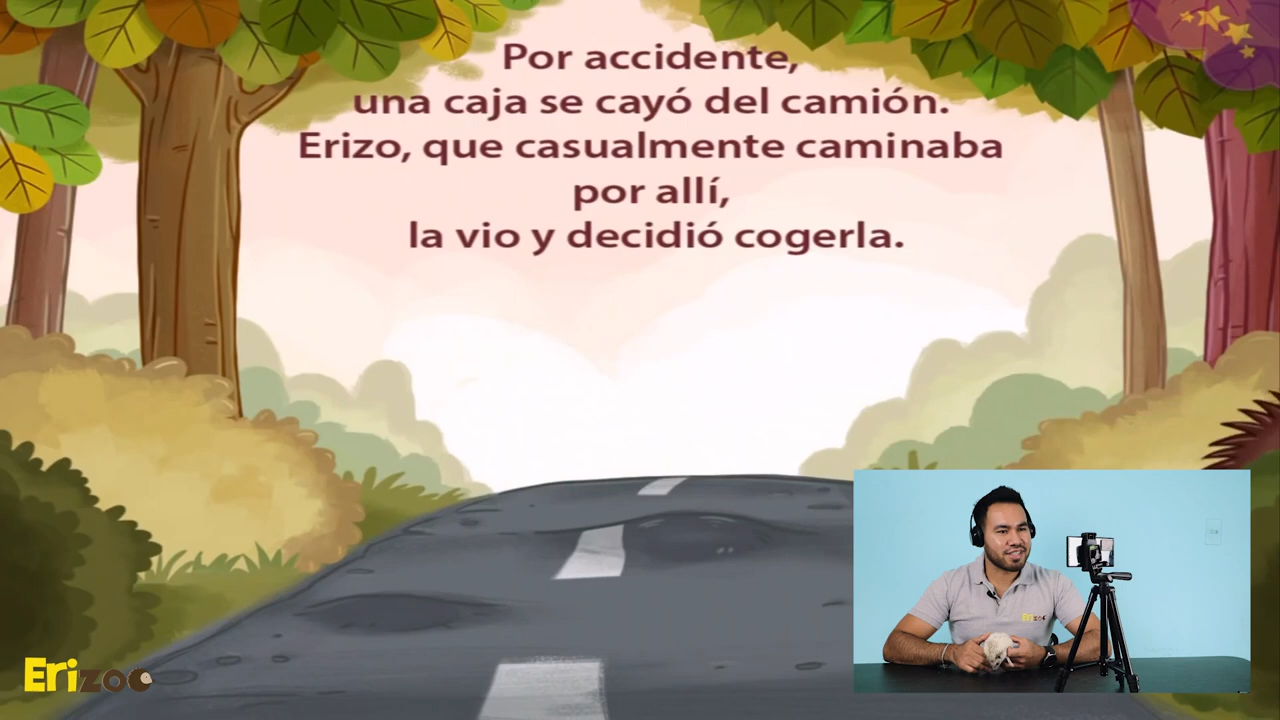 Por accidente,
una caja se cayó del camión.
Erizo, que casualmente caminaba
por allí,
la vio y decidió cogerla.
Erizoo
Erizoo